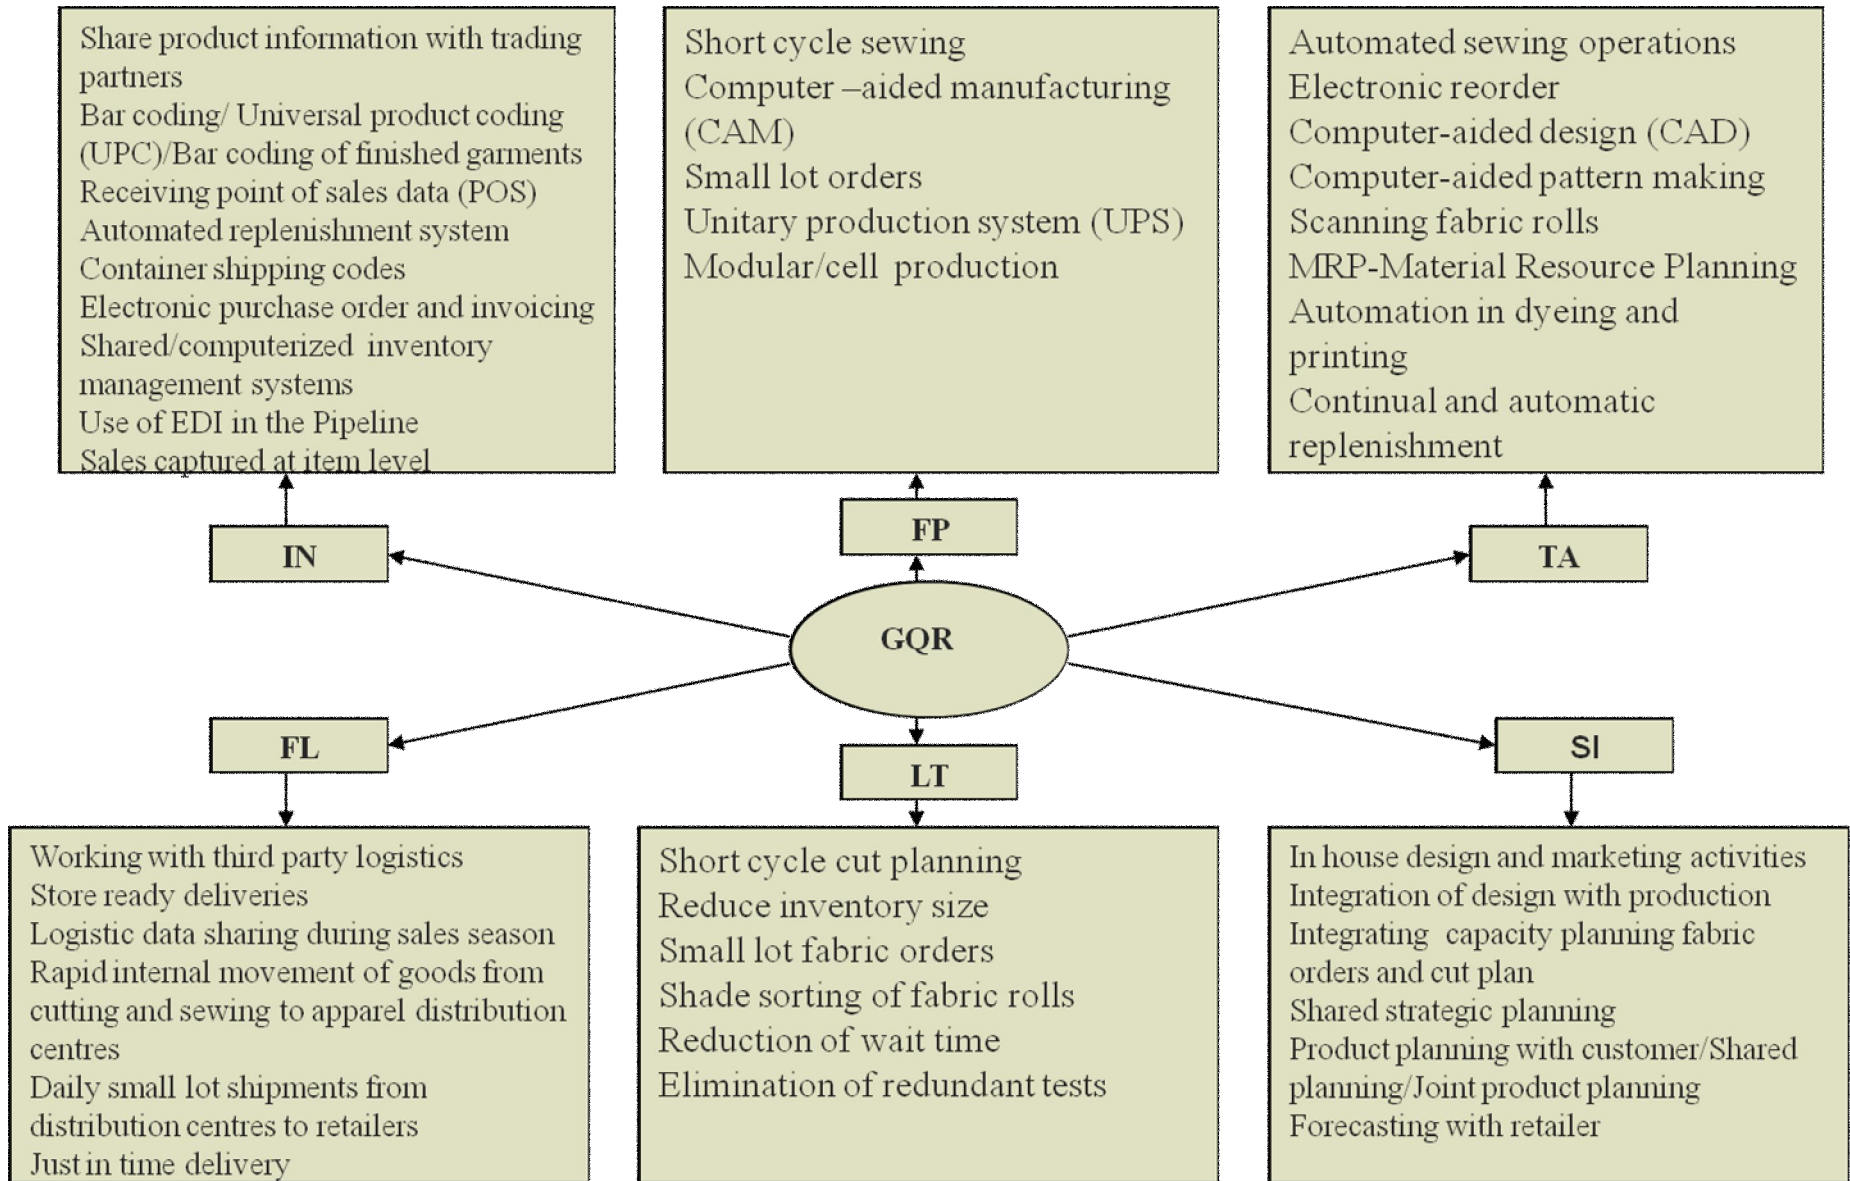 Share product information with trading
partners
Bar coding/ Universal product coding
(UPC)/Bar coding of finished garments
Receiving point of sales data (POS)
Automated replenishment system
Container shipping codes
Electronic purchase order and invoicing
Shared/computerized inventory
management systems
Use of EDI in the Pipeline
Sales captured at item level
Short cycle sewing
Computer –aided manufacturing
(CAM)
Small lot orders
Unitary production system (UPS)
Modular/cell production
Automated sewing operations
Electronic reorder
Computer-aided design (CAD)
Computer-aided pattern making
Scanning fabric rolls
MRP-Material Resource Planning
Automation in dyeing and
printing
Continual and automatic
replenishment
IN
FP
TA
GQR
FL
LT
SI
Working with third party logistics
Store ready deliveries
Logistic data sharing during sales season
Rapid internal movement of goods from
cutting and sewing to apparel distribution
centres
Daily small lot shipments from
distribution centres to retailers
Just in time delivery
Short cycle cut planning
Reduce inventory size
Small lot fabric orders
Shade sorting of fabric rolls
Reduction of wait time
Elimination of redundant tests
In house design and marketing activities
Integration of design with production
Integrating capacity planning fabric
orders and cut plan
Shared strategic planning
Product planning with customer/Shared
planning/Joint product planning
Forecasting with retailer